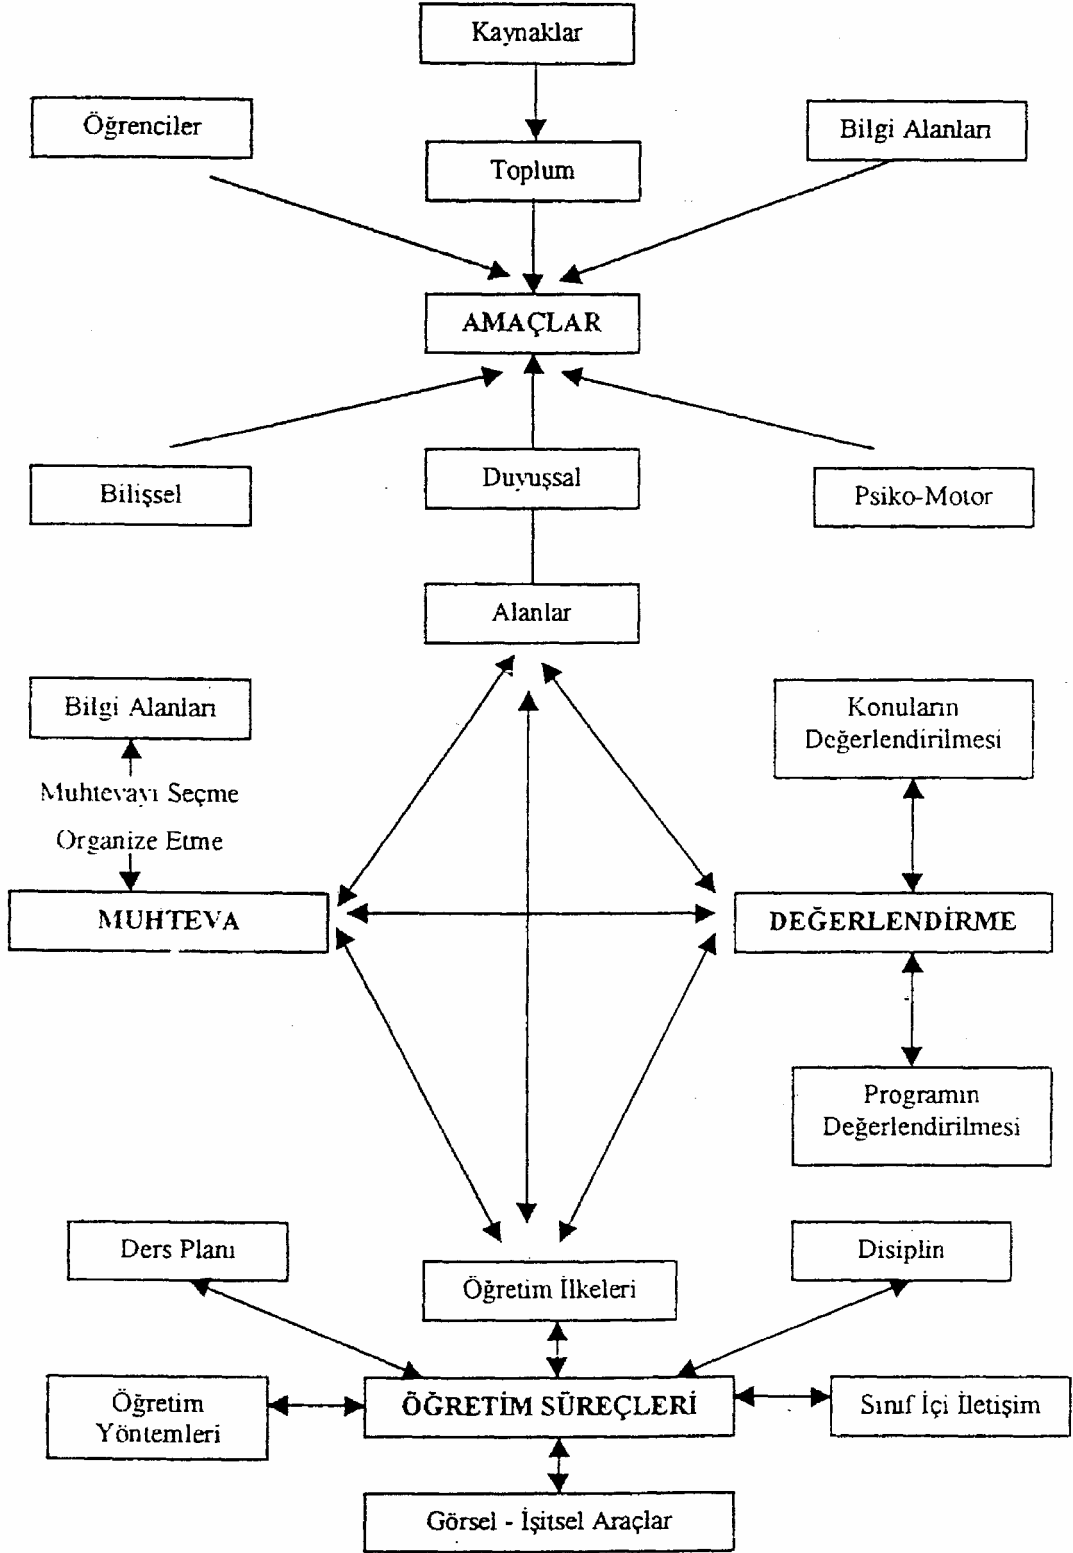 Kaynaklar
Öğrenciler
Bilgi Alanları
Toplum
AMAÇLAR
Bilişsel
Duyuşsal
Psiko-Motor
Alanlar
Bilgi Alanları
Muhtevayı Seçme
Organize Etme
MUHTEVA
Konuların
Değerlendirilmesi
DEĞERLENDİRME
Programın
Değerlendirilmesi
Ders Planı
Öğretim İlkeleri
Disiplin
Öğretim
Yöntemleri
ÖĞRETİM SÜREÇLERİ
Sınıf İçi İletişim
Görsel - İşitsel Araçlar